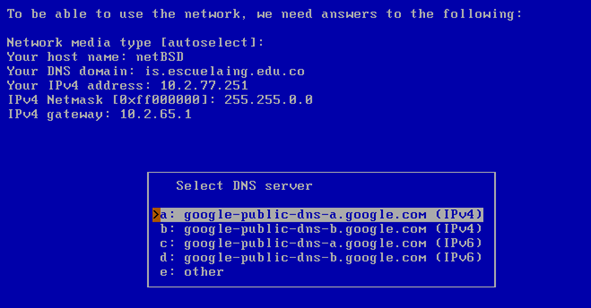 To be able to use the network, we need answers to the following:
Network media type [autoselect]:
Your host name: netBSD
Your DNS domain: is.escuelaing.edu.co
Your IPv4 address: 10.2.77.251
IPv4 Netmask [0xff000000]: 255.255.0.0
IPv4 gateway: 10.2.65.1
Select DNS server
>a: google-public-dns-a.google.com (IPv4)
b: google-public-dns-b.google.com (IPv4)
c: google-public-dns-a.google.com (IPv6)
d: google-public-dns-b.google.com (IPv6)
e: other